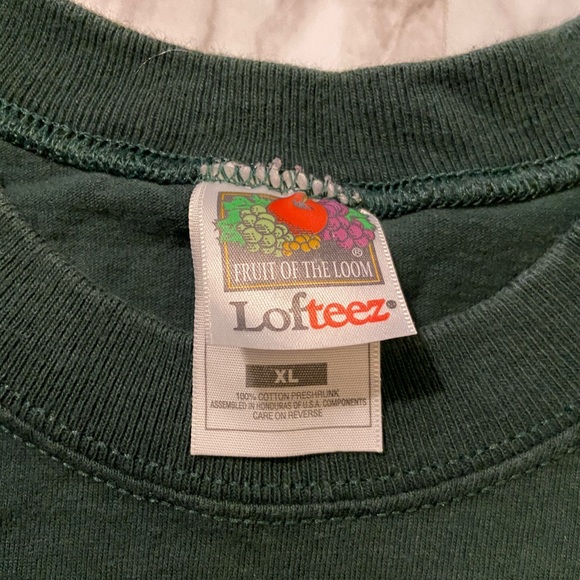 ®
FRUIT OF THE LOOM
Lofteez®
XL
100% COTTON PRESHRUNK
ASSEMBLED IN HONDURAS OF U.S.A. COMPONENTS
CARE ON REVERSE